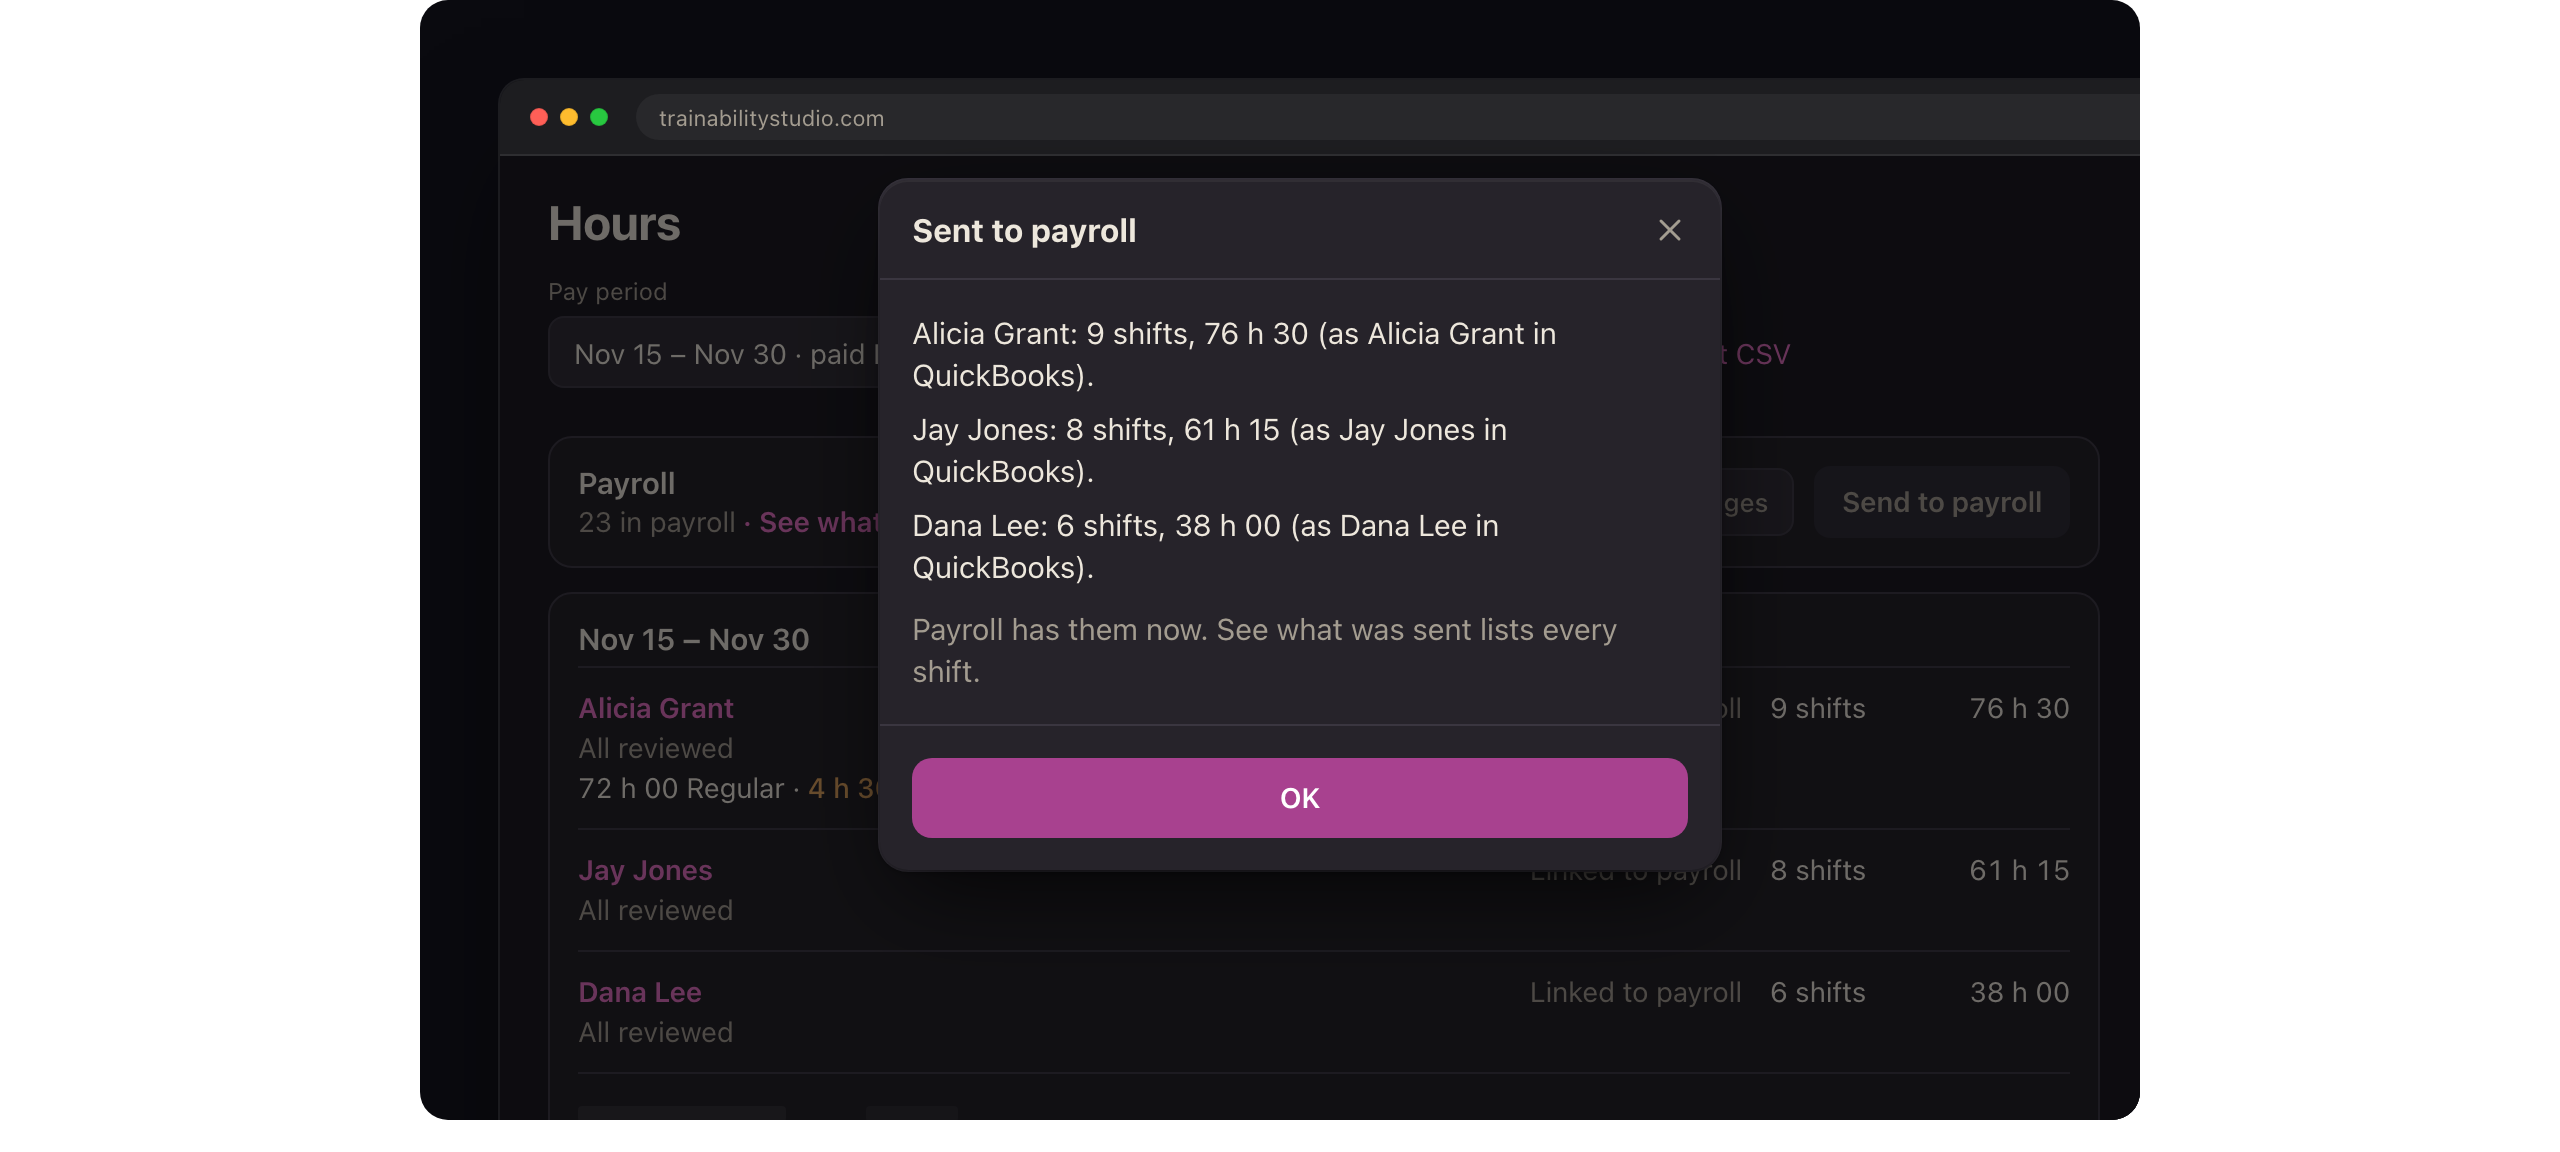 trainabilitystudio.com
Hours
Pay period
Nov 15 – Nov 30 · paid
CSV
Payroll
23 in payroll · See what
Send to payroll
Sent to payroll
Alicia Grant: 9 shifts, 76 h 30 (as Alicia Grant in
QuickBooks).
Jay Jones: 8 shifts, 61 h 15 (as Jay Jones in
QuickBooks).
Dana Lee: 6 shifts, 38 h 00 (as Dana Lee in
QuickBooks).
Payroll has them now. See what was sent lists every
shift.
OK
Nov 15 – Nov 30
Alicia Grant
9 shifts 76 h 30
All reviewed
72 h 00 Regular · 4 h
Jay Jones
Linked to payroll 8 shifts 61 h 15
All reviewed
Dana Lee
Linked to payroll 6 shifts 38 h 00
All reviewed